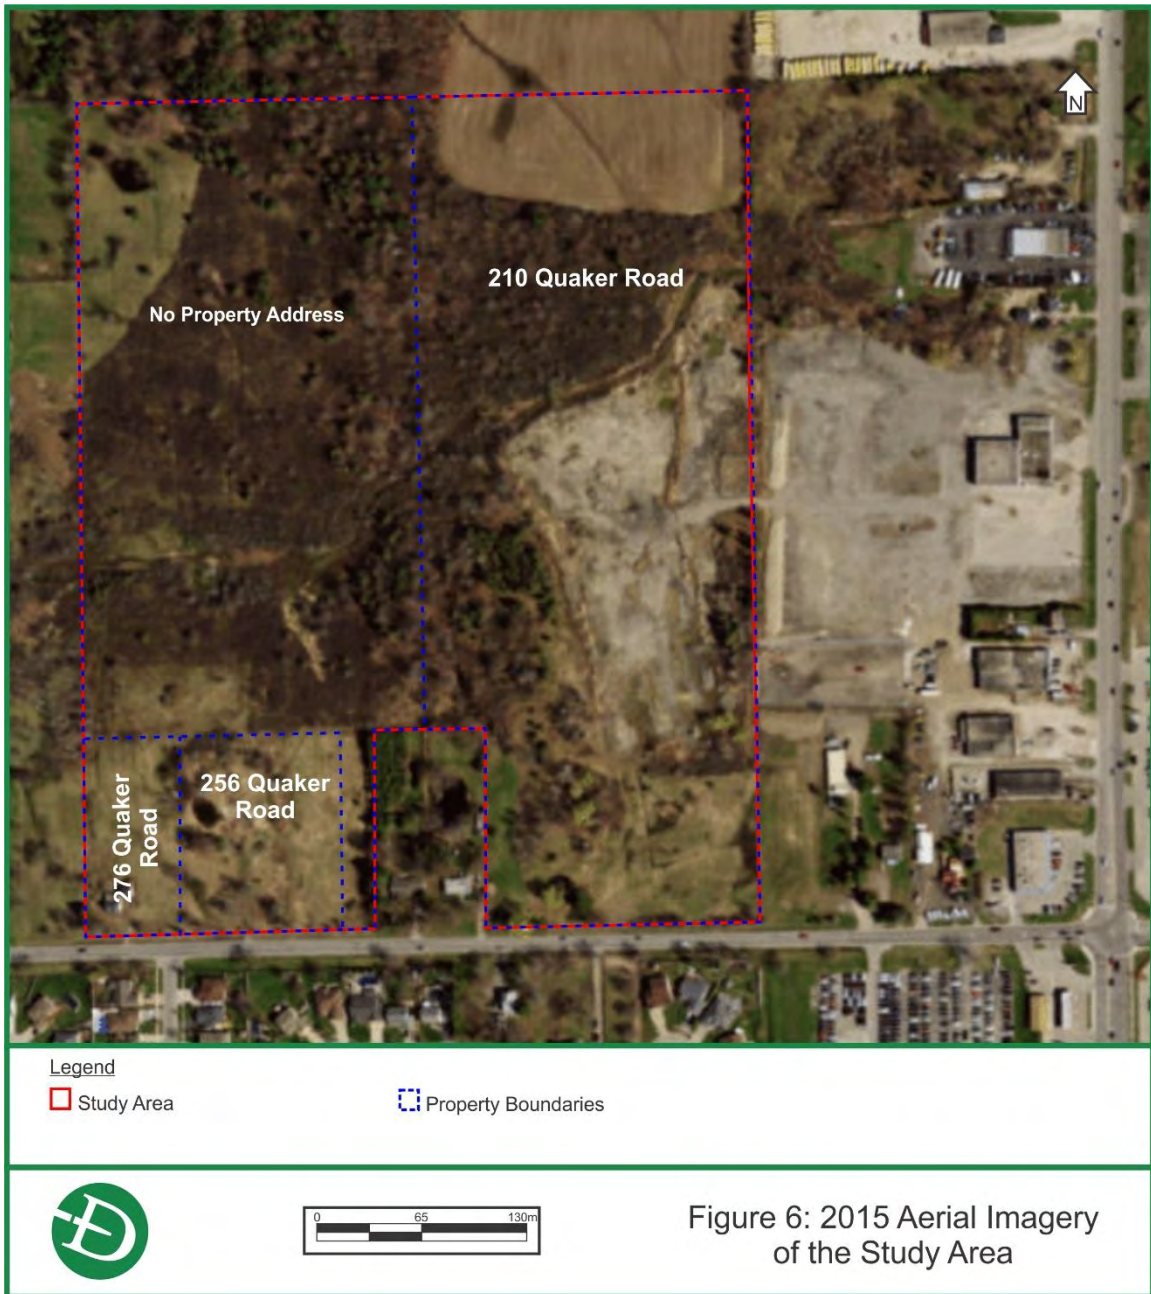 N
210 Quaker Road
No Property Address
276 Quaker
Road
256 Quaker
Road
Legend
Study Area
Property Boundaries
0 65 130m
Figure 6: 2015 Aerial Imagery
of the Study Area